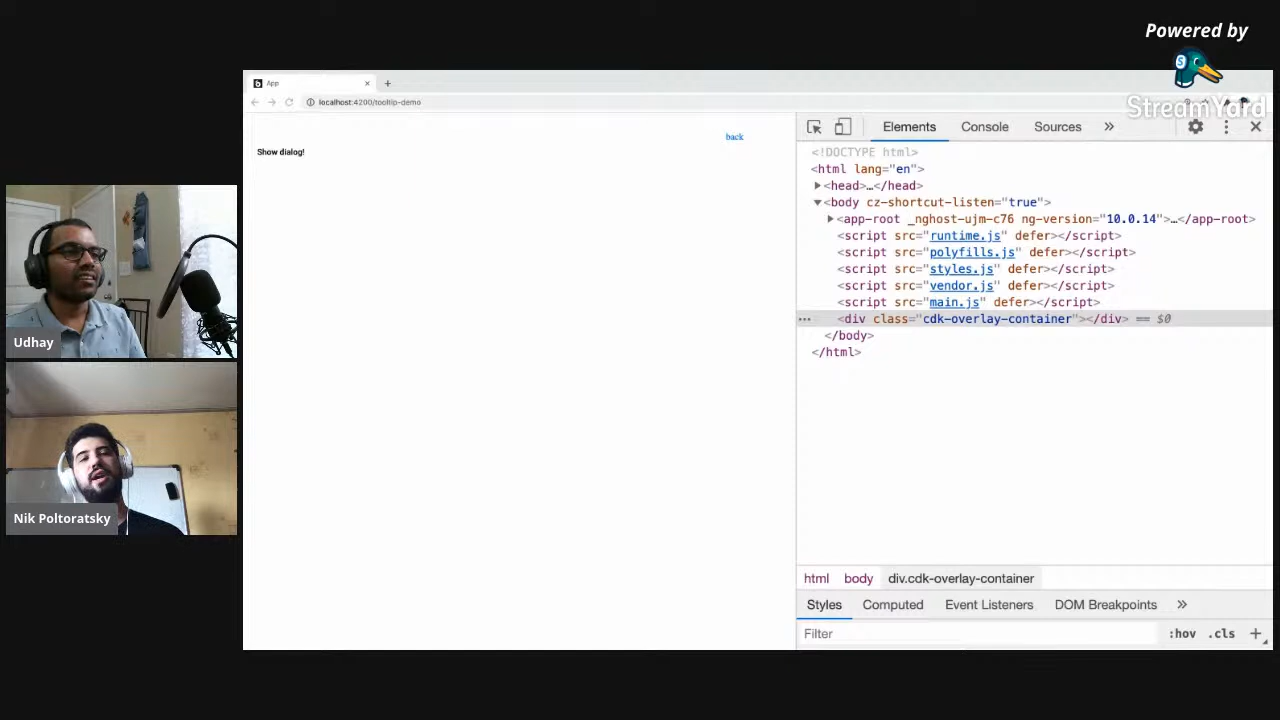 Powered by
StreamYard
App
localhost:4200/tooltip-demo
back
Show dialog!
Elements Console Sources
<!DOCTYPE html>
<html lang="en">
<head>…</head>
<body cz-shortcut-listen="true">
<app-root _nghost-ujm-c76 ng-version="10.0.14">…</app-root>
<script src="runtime.js" defer></script>
<script src="polyfills.js" defer></script>
<script src="styles.js" defer></script>
<script src="vendor.js" defer></script>
<script src="main.js" defer></script>
<div class="cdk-overlay-container"></div> == $0
</body>
</html>
html body div.cdk-overlay-container
Styles Computed Event Listeners DOM Breakpoints
Filter :hov .cls
Udhay
Nik Poltoratsky